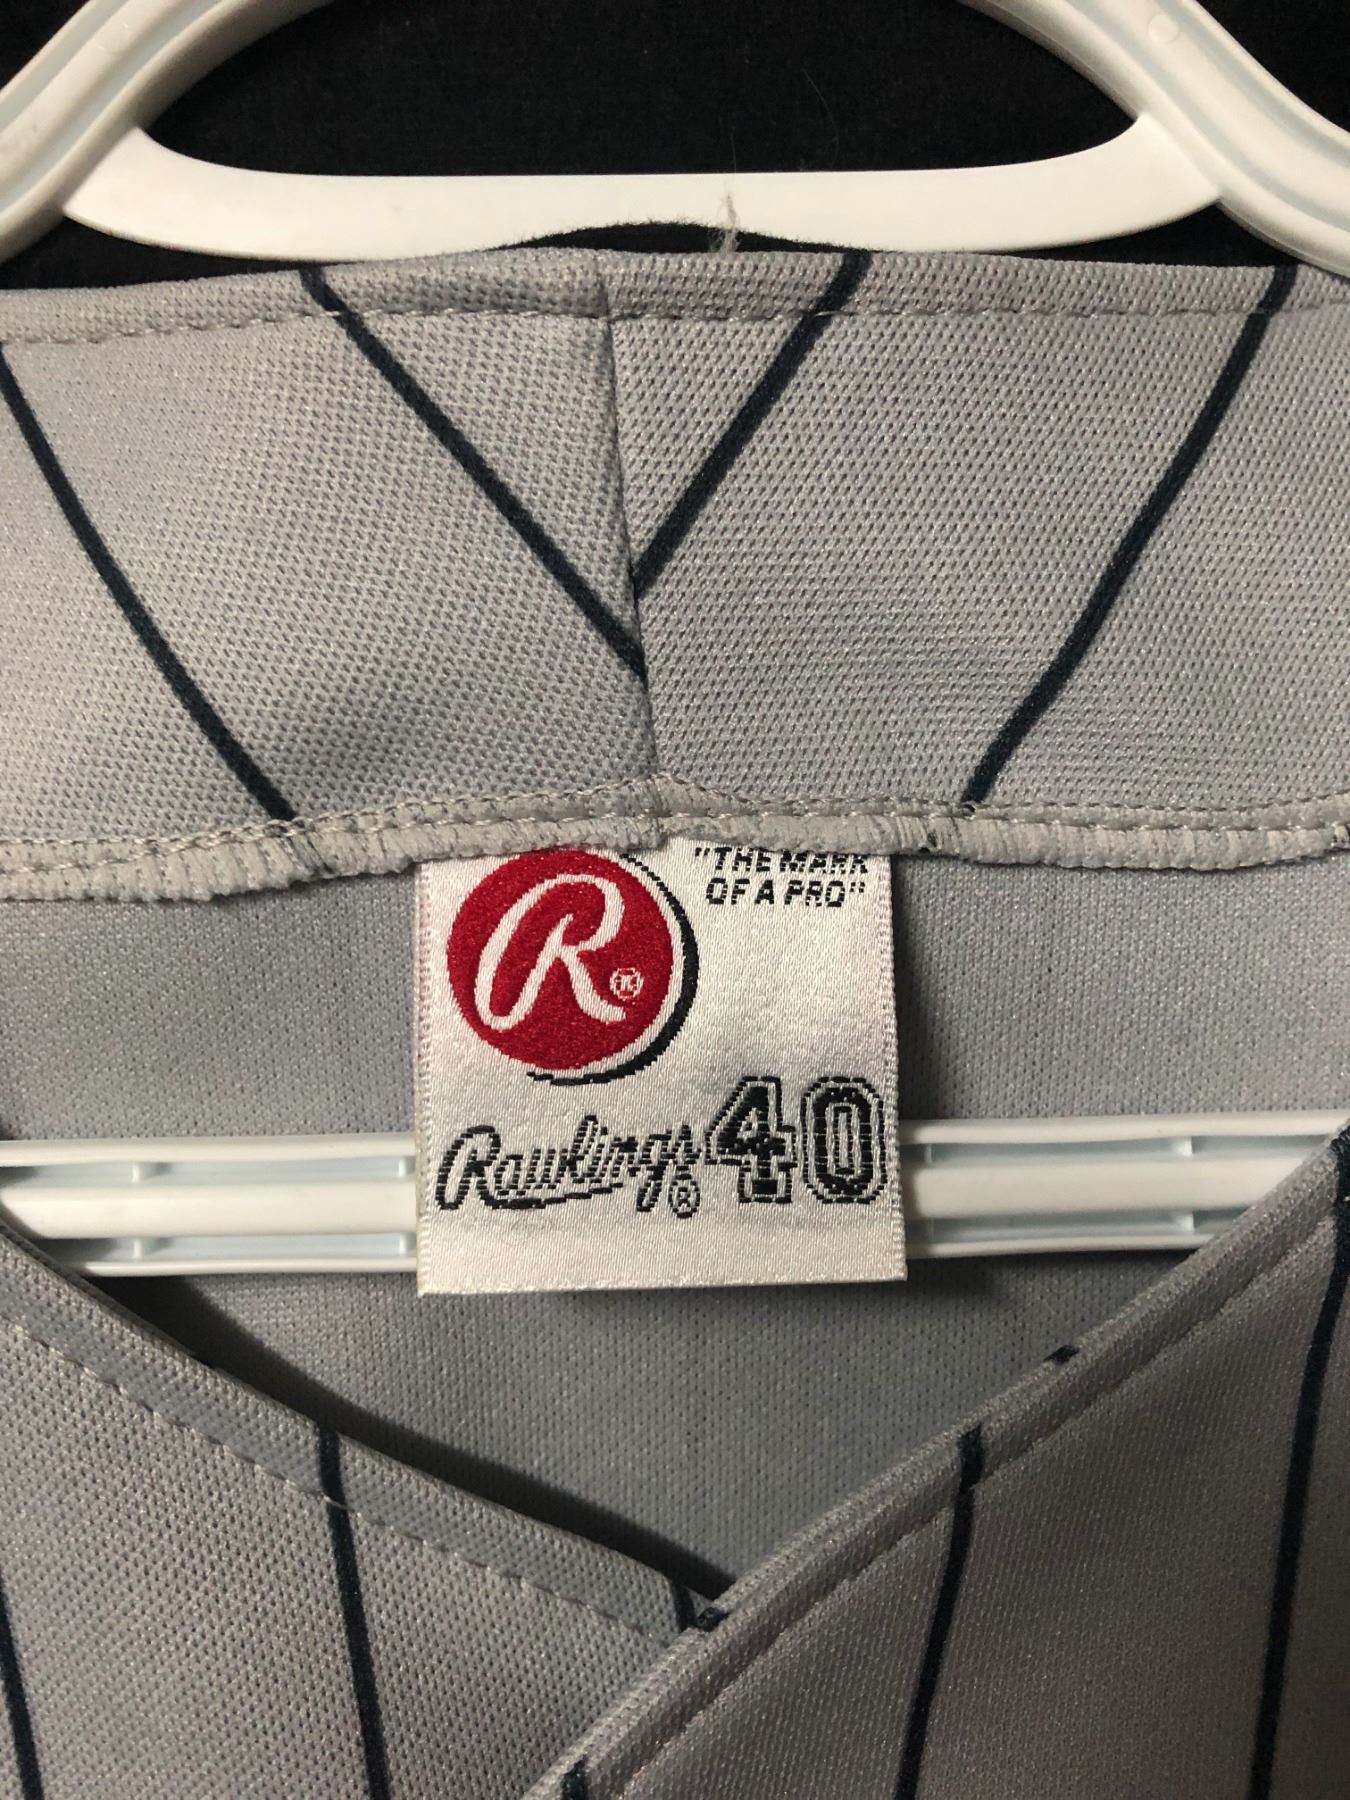 "THE MARK
OF A PRO"
R®
Rawlings® 40